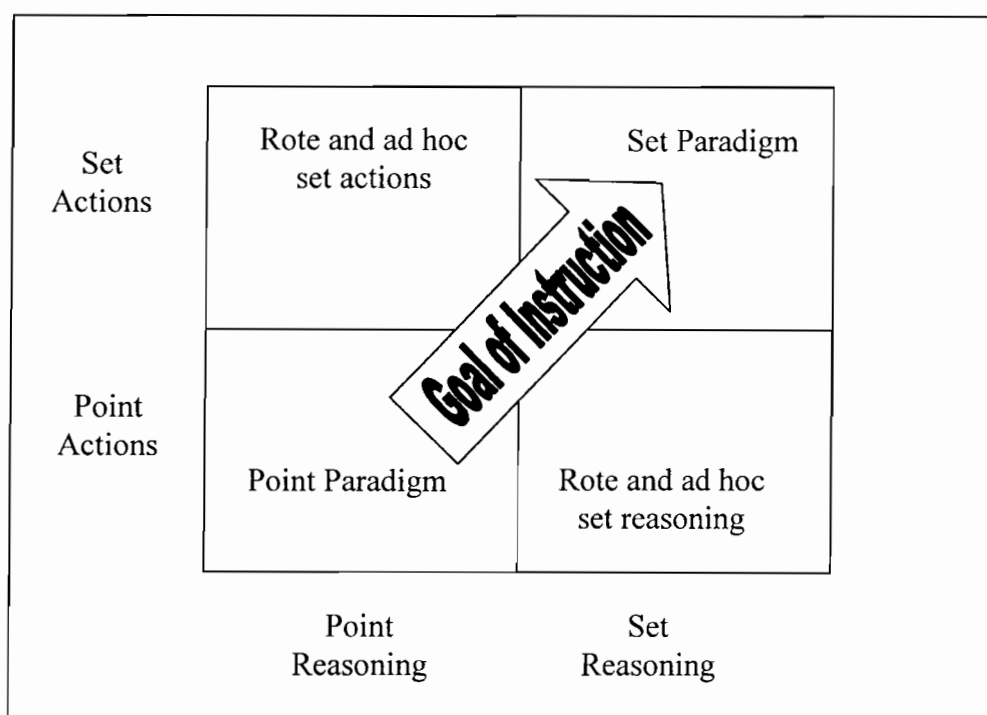 Set
Actions
Rote and ad hoc
set actions
Set Paradigm
Goal of Instruction
Point
Actions
Point Paradigm
Rote and ad hoc
set reasoning
Point
Reasoning
Set
Reasoning